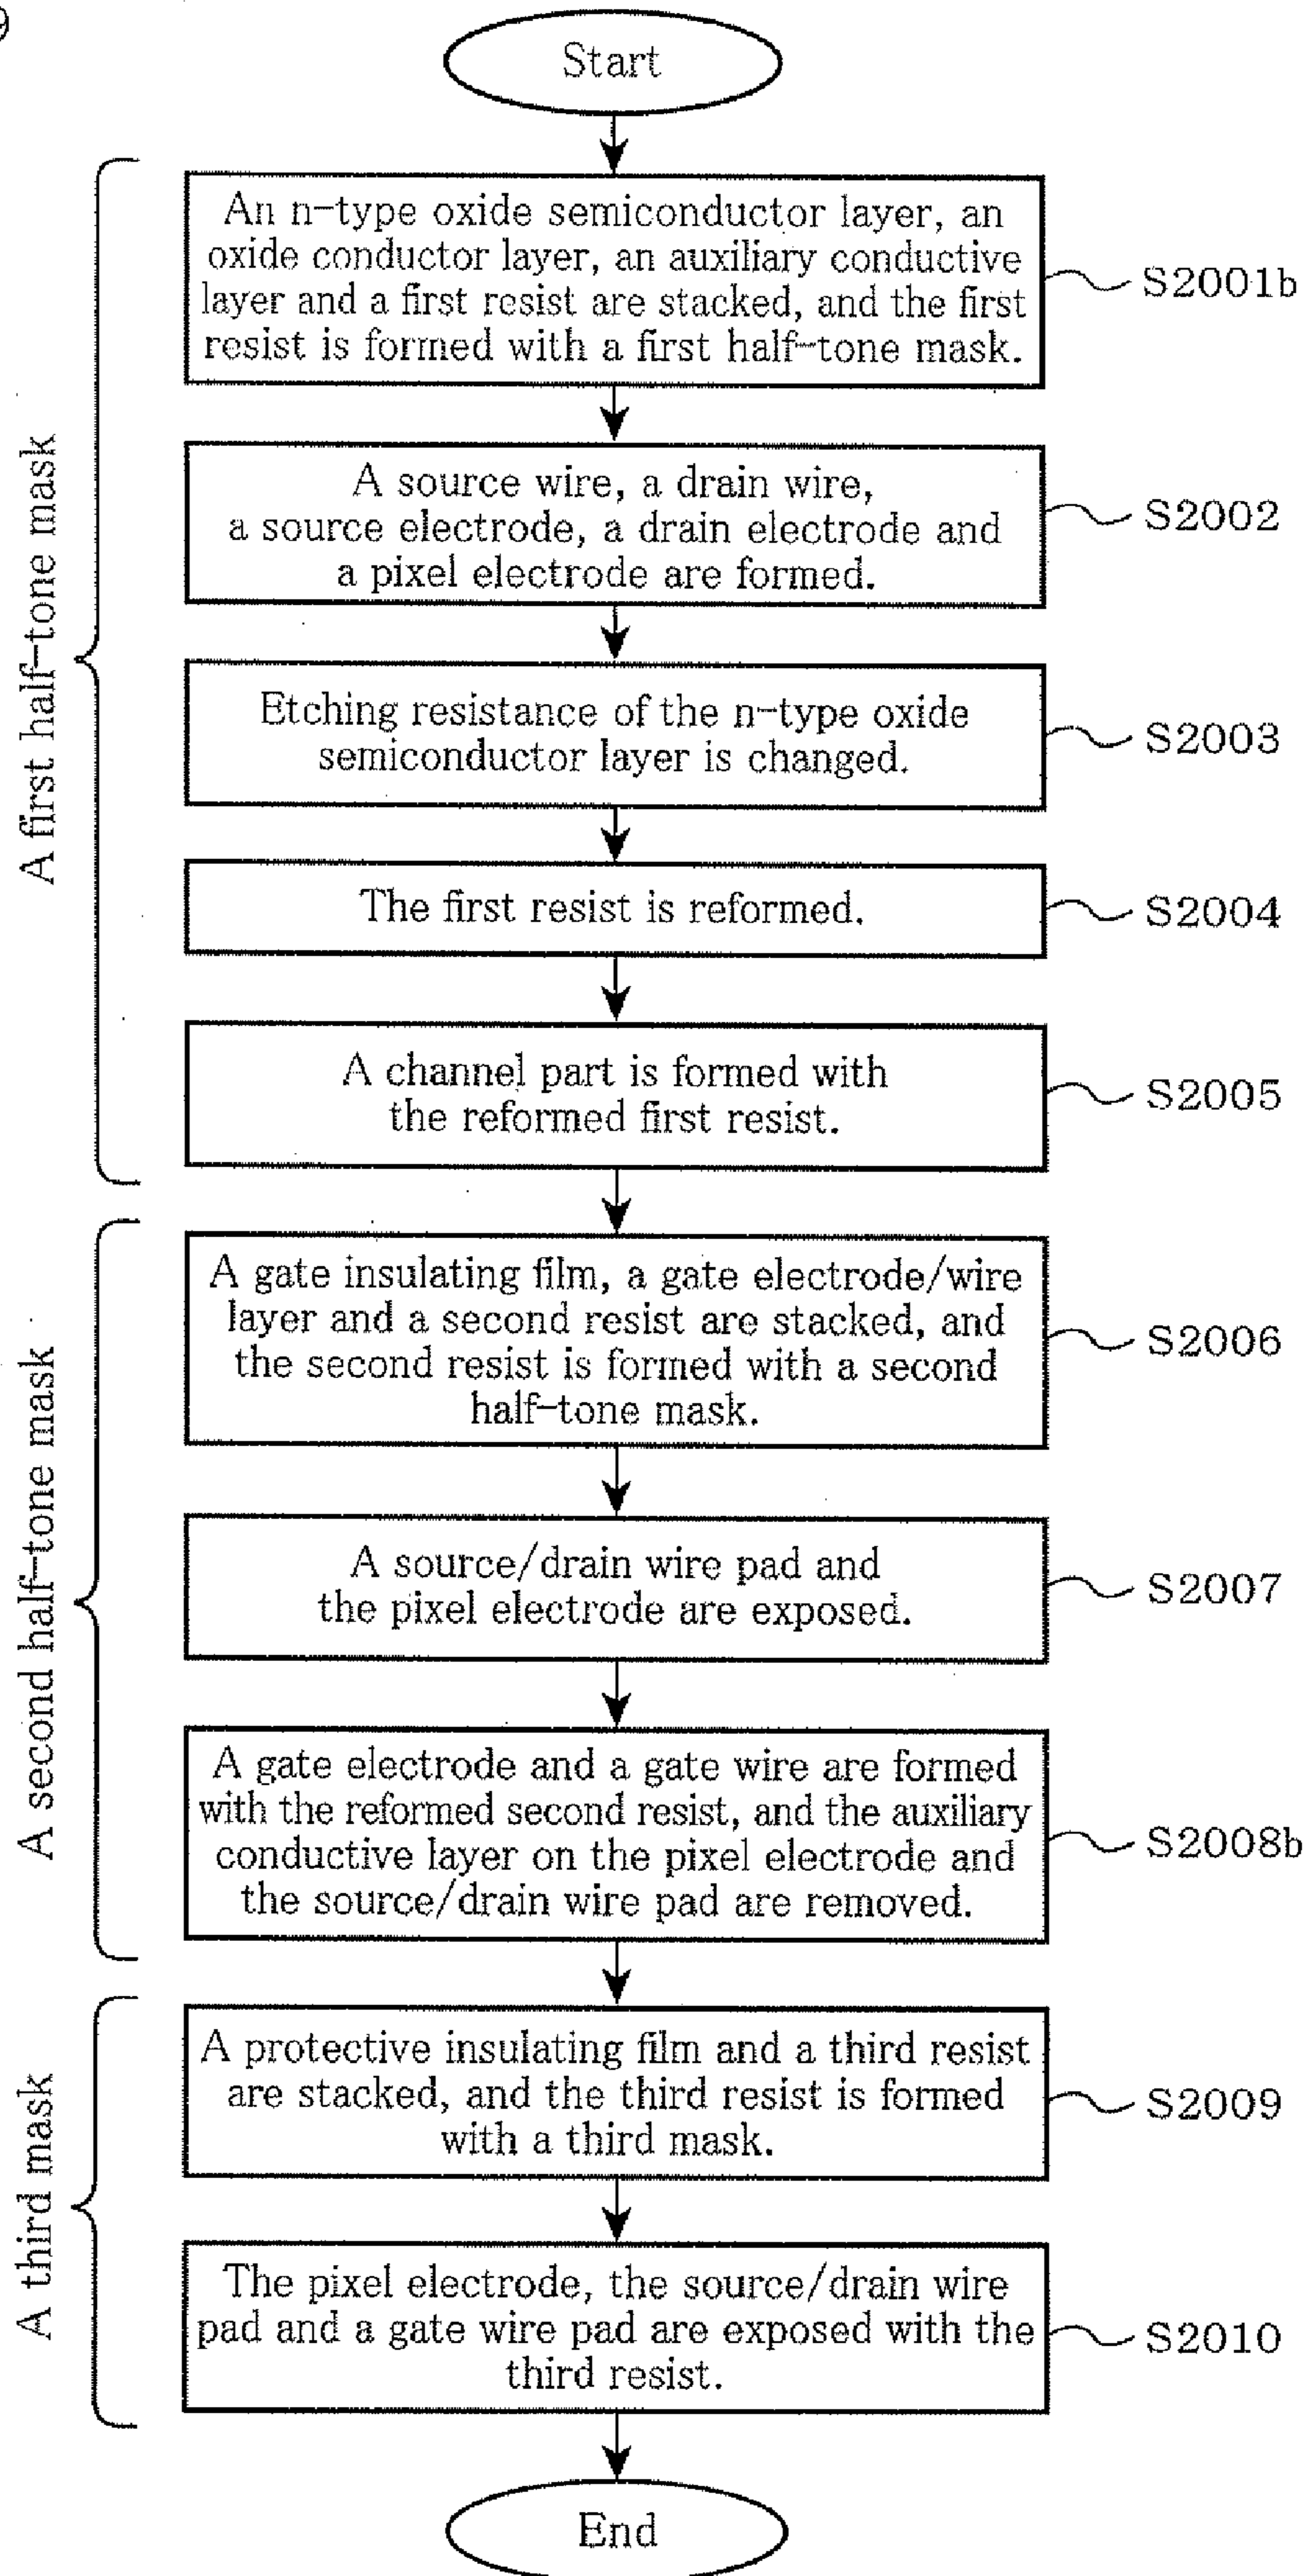 9
Start
An n-type oxide semiconductor layer, an
oxide conductor layer, an auxiliary conductive
layer and a first resist are stacked, and the first
resist is formed with a first half-tone mask.
S2001b
A source wire, a drain wire,
a source electrode, a drain electrode and
a pixel electrode are formed.
S2002
Etching resistance of the n-type oxide
semiconductor layer is changed.
S2003
The first resist is reformed.
S2004
A channel part is formed with
the reformed first resist.
S2005
A first half-tone mask
A gate insulating film, a gate electrode/wire
layer and a second resist are stacked, and
the second resist is formed with a second
half-tone mask.
S2006
A source/drain wire pad and
the pixel electrode are exposed.
S2007
A gate electrode and a gate wire are formed
with the reformed second resist, and the auxiliary
conductive layer on the pixel electrode and
the source/drain wire pad are removed.
S2008b
A second half-tone mask
A protective insulating film and a third resist
are stacked, and the third resist is formed
with a third mask.
S2009
The pixel electrode, the source/drain wire
pad and a gate wire pad are exposed with the
third resist.
S2010
A third mask
End